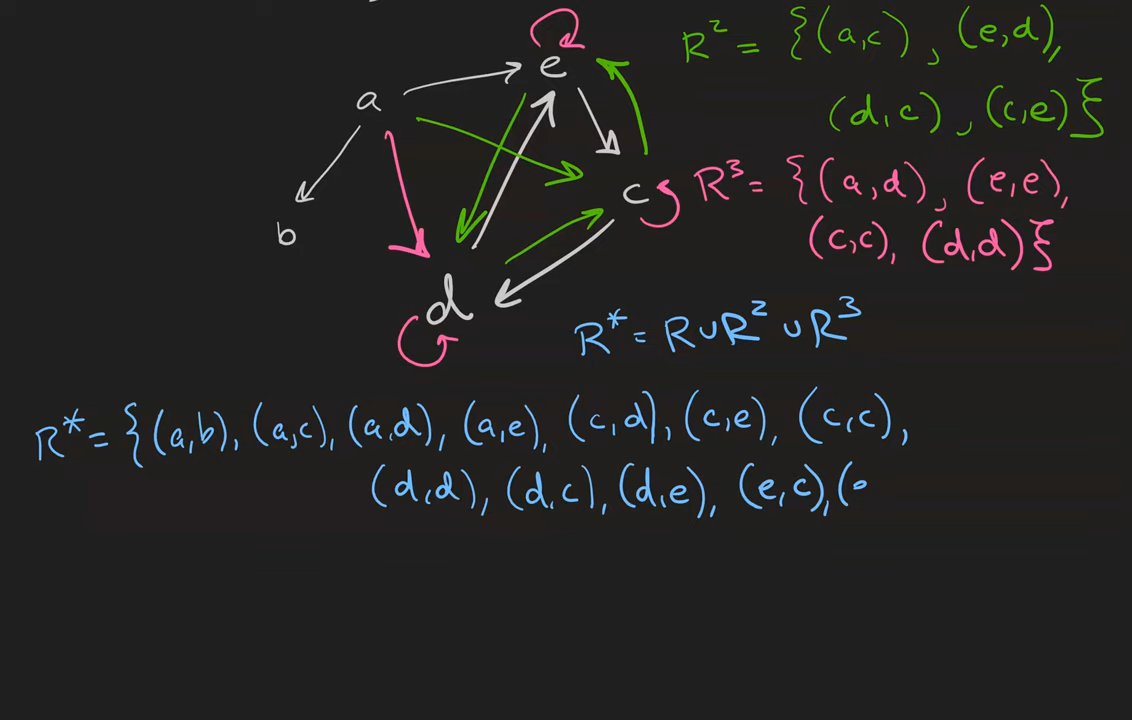 e
a
b
c
d
R² = {(a,c), (e,d),
(d,c), (c,e)}
R³ = {(a,d), (e,e),
(c,c), (d,d)}
R* = R∪R² ∪R³
R* = {(a,b), (a,c), (a,d), (a,e), (c,d), (c,e), (c,c),
(d,d), (d,c), (d,e), (e,c), (